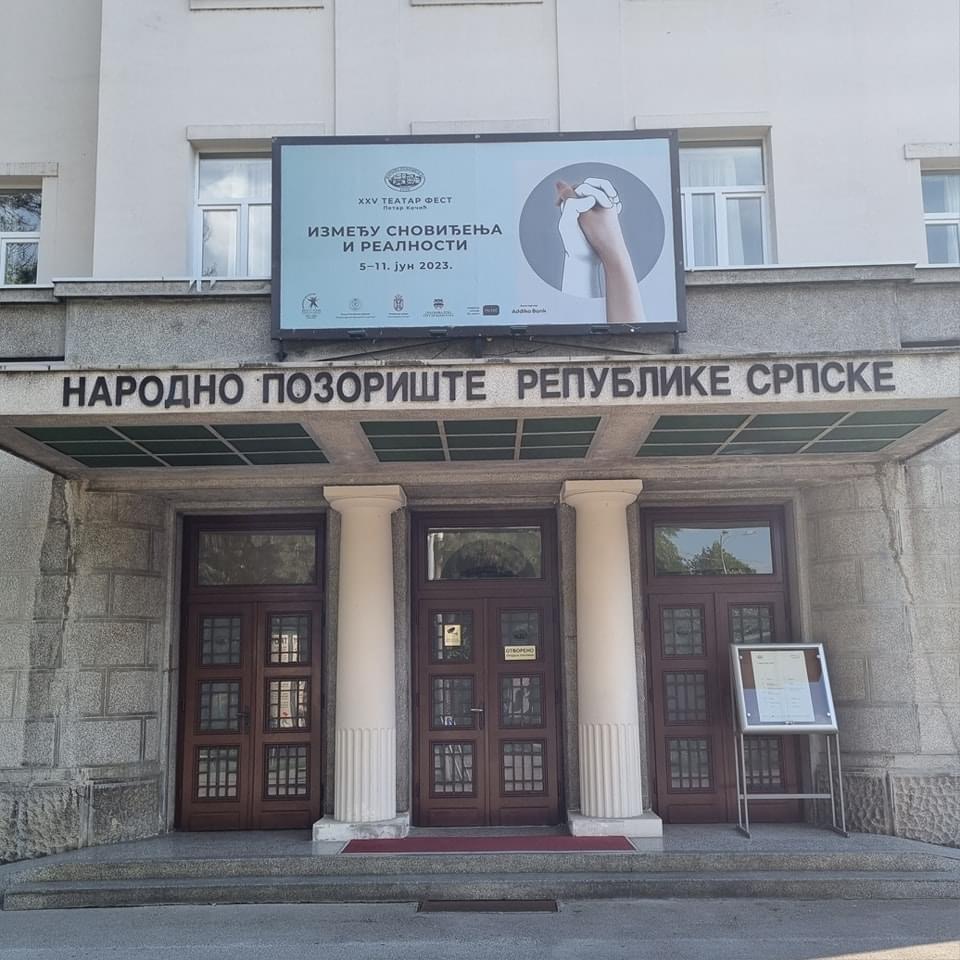 XXV ТЕАТАР ФЕСТ
Петар Кочић
ИЗМЕЂУ СНОВИЂЕЊА
И РЕАЛНОСТИ
5–11. јун 2023.
Addiko Bank
НАРОДНО ПОЗОРИШТЕ РЕПУБЛИКЕ СРПСКЕ
ОТВОРЕНО